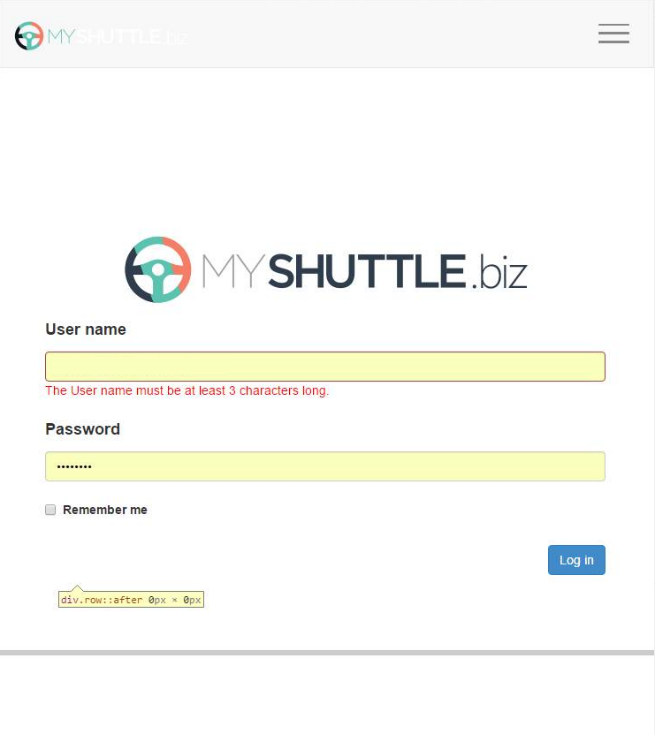 MYSHUTTLE.biz
MYSHUTTLE.biz
User name
The User name must be at least 3 characters long.
Password
••••••••
Remember me
Log in
div.row::after 0px × 0px